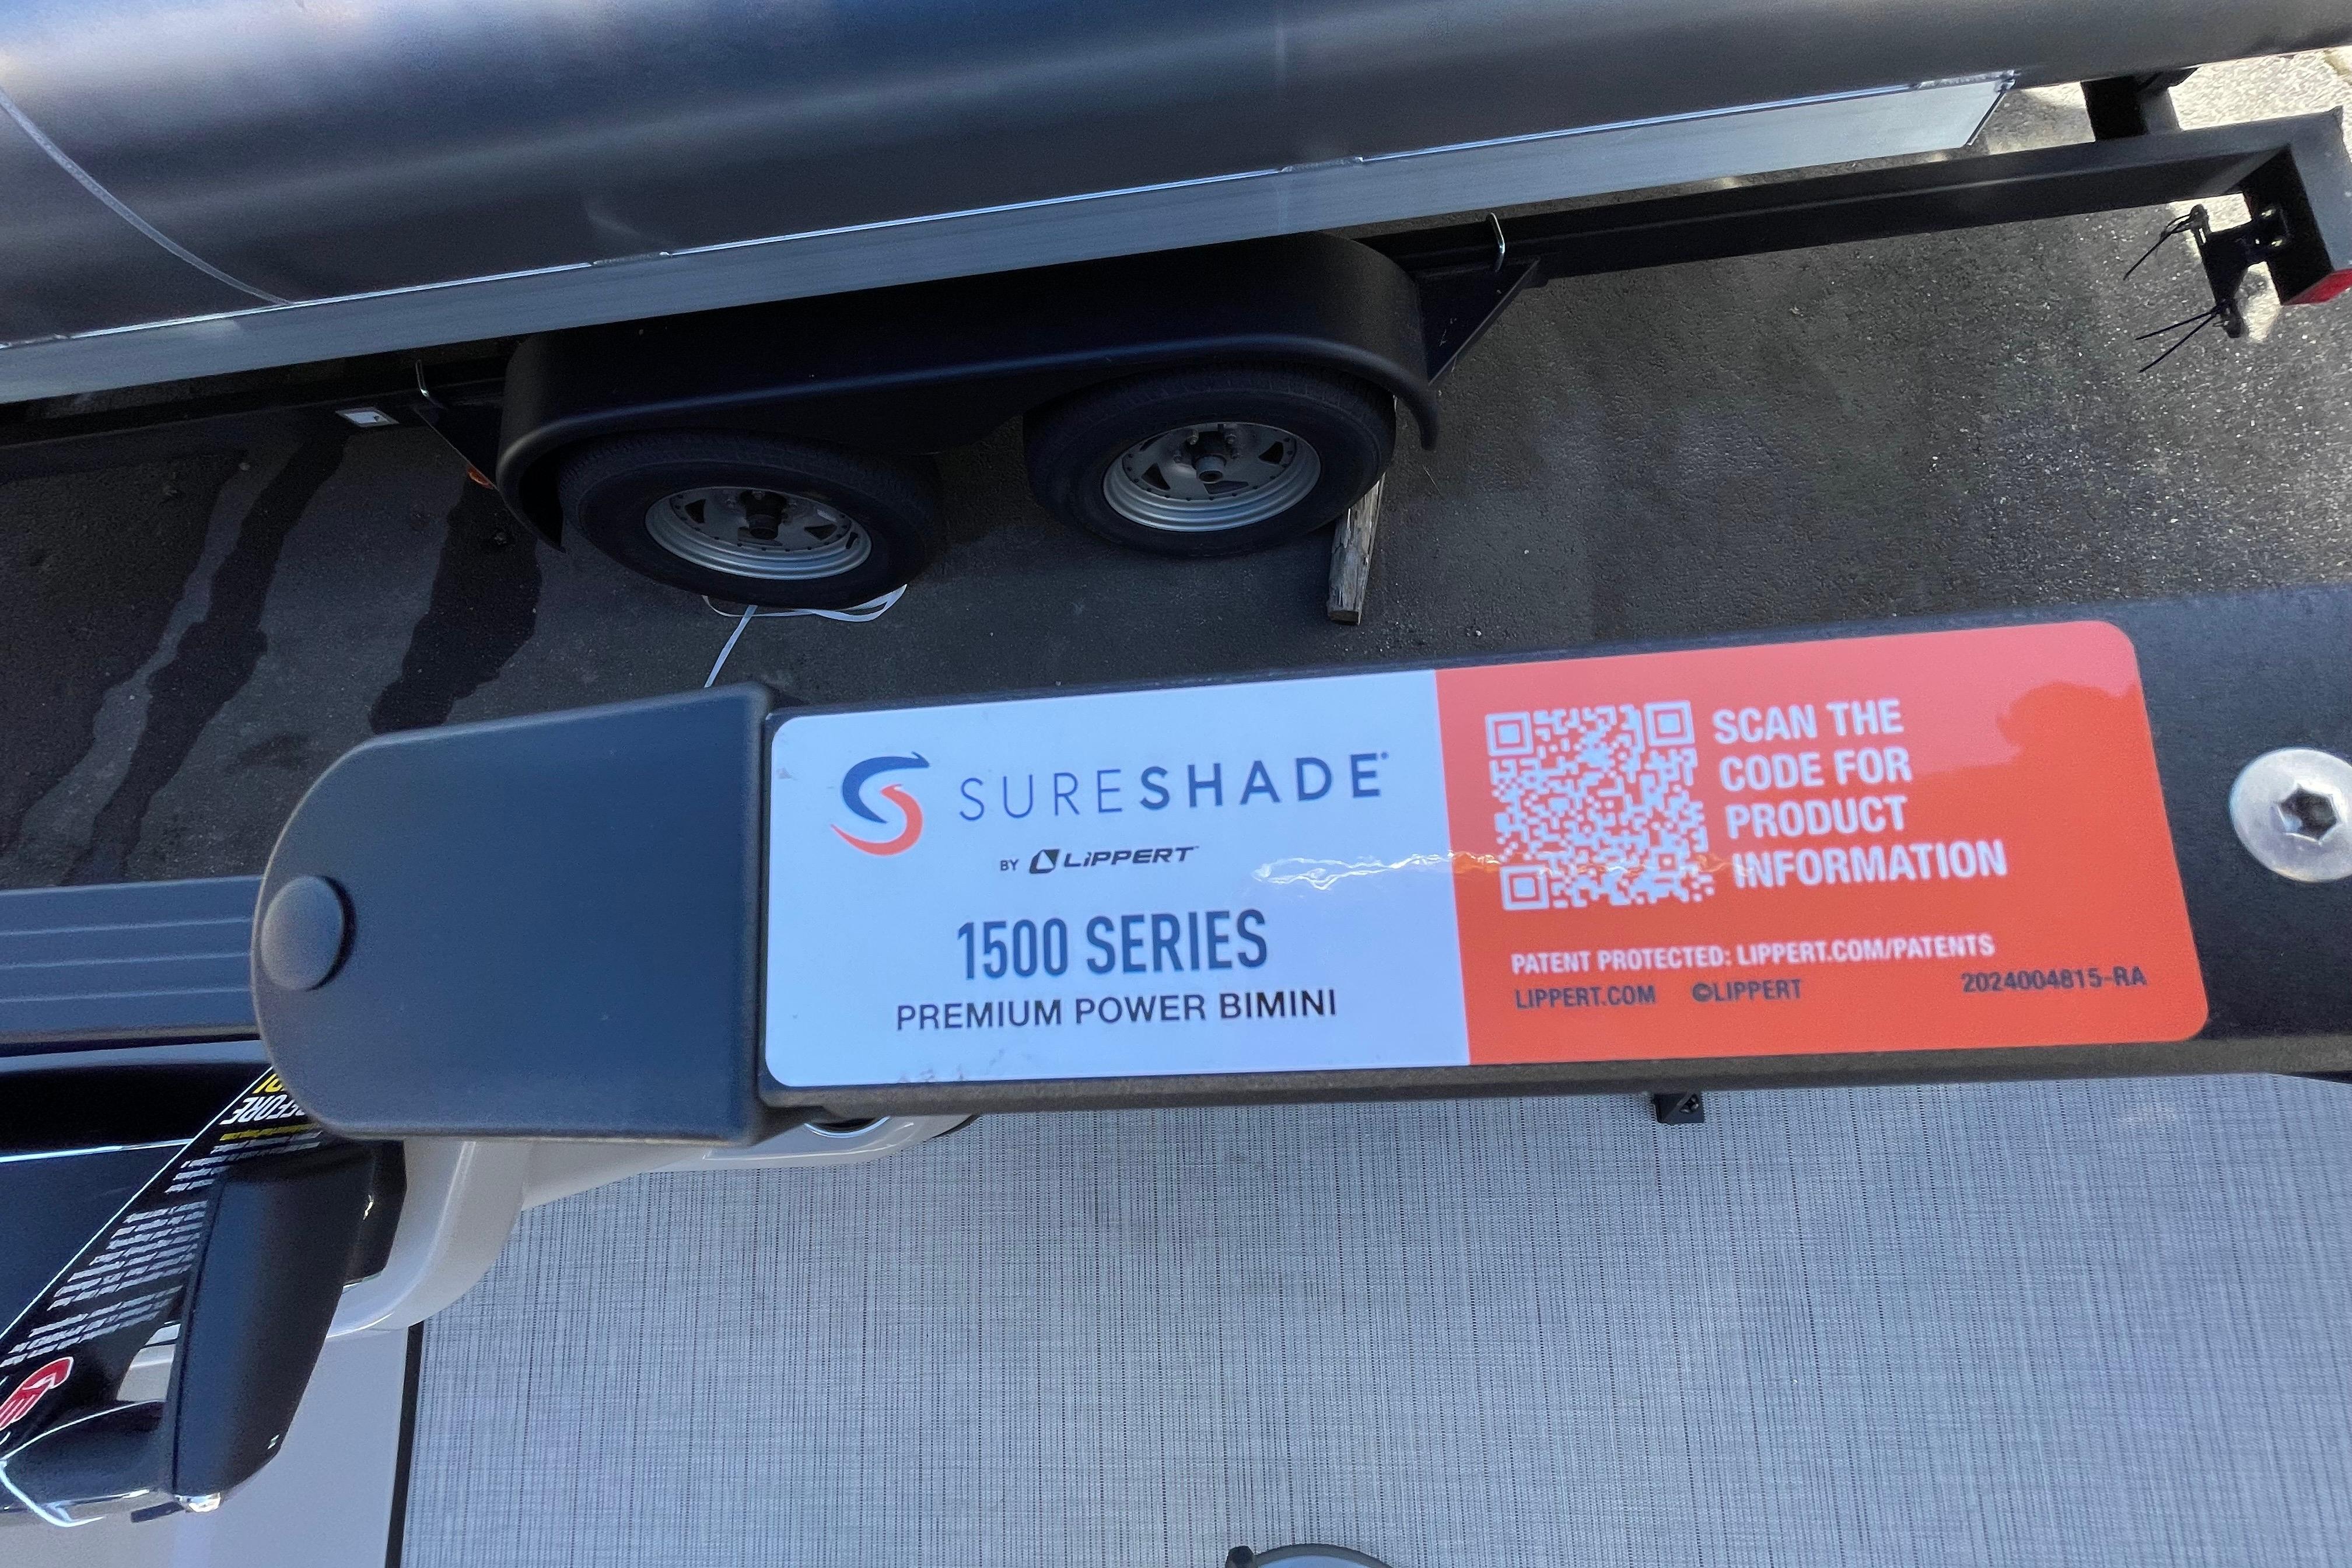 SURESHADE
BY LIPPERT
1500 SERIES
PREMIUM POWER BIMINI
SCAN THE
CODE FOR
PRODUCT
INFORMATION
PATENT PROTECTED: LIPPERT.COM/PATENTS
LIPPERT.COM ©LIPPERT 2024004815-RA
BEFORE